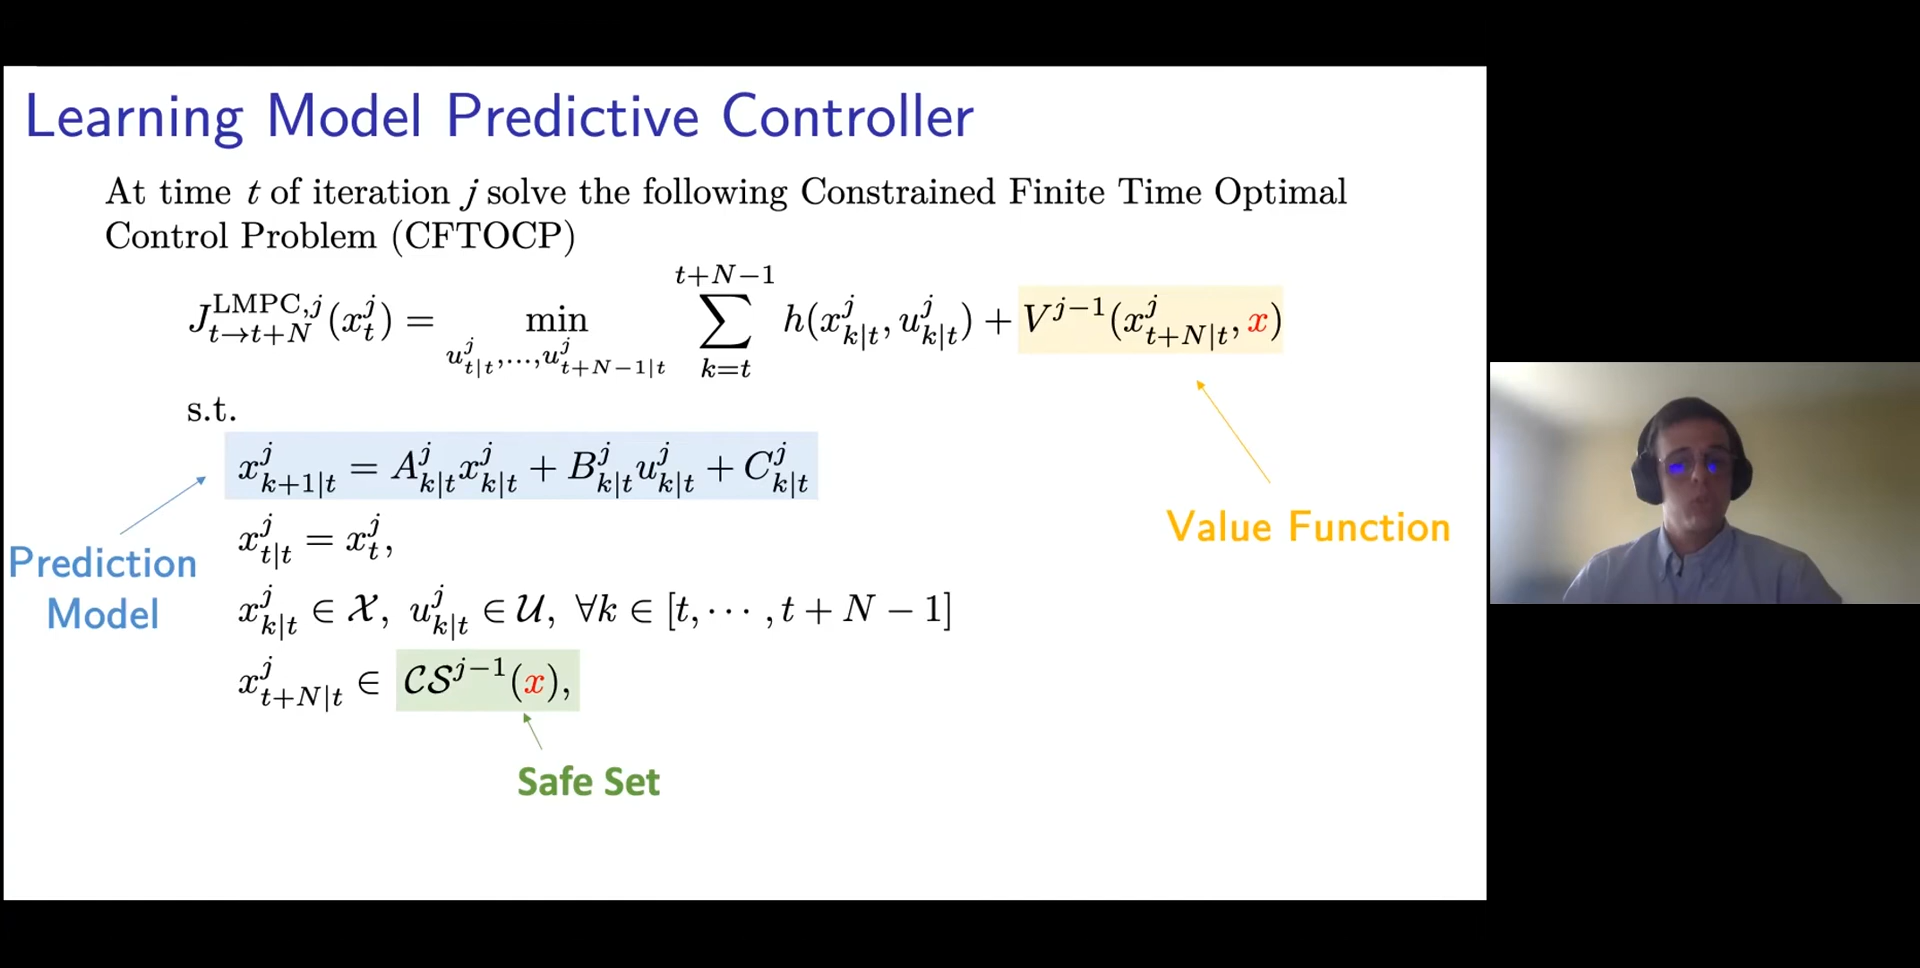 Learning Model Predictive Controller
At time t of iteration j solve the following Constrained Finite Time Optimal
Control Problem (CFTOCP)
J^{LMPC,j}_{t→t+N}(x^j_t) = min_{u^j_{t|t},...,u^j_{t+N−1|t}} ∑_{k=t}^{t+N−1} h(x^j_{k|t}, u^j_{k|t}) + V^{j−1}(x^j_{t+N|t}, x)
s.t.
x^j_{k+1|t} = A^j_{k|t} x^j_{k|t} + B^j_{k|t} u^j_{k|t} + C^j_{k|t}
x^j_{t|t} = x^j_t,
x^j_{k|t} ∈ 𝒳, u^j_{k|t} ∈ 𝒰, ∀k ∈ [t, ⋯ , t + N − 1]
x^j_{t+N|t} ∈ 𝒞𝒮^{j−1}(x),
Prediction
Model
Value Function
Safe Set